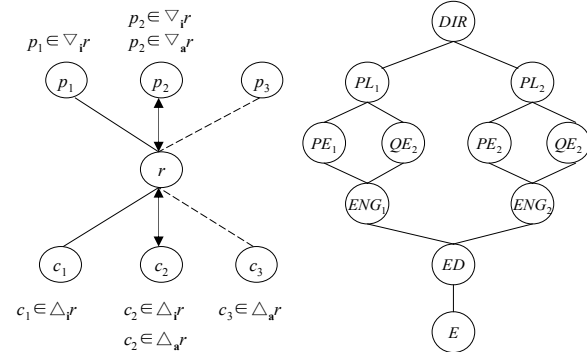 p₂ ∈ ▽ᵢr
p₁ ∈ ▽ᵢr
p₂ ∈ ▽ₐr
p₁
p₂
p₃
r
c₁
c₂
c₃
c₁ ∈ △ᵢr
c₂ ∈ △ᵢr
c₃ ∈ △ₐr
c₂ ∈ △ₐr
DIR
PL₁
PL₂
PE₁
QE₂
PE₂
QE₂
ENG₁
ENG₂
ED
E